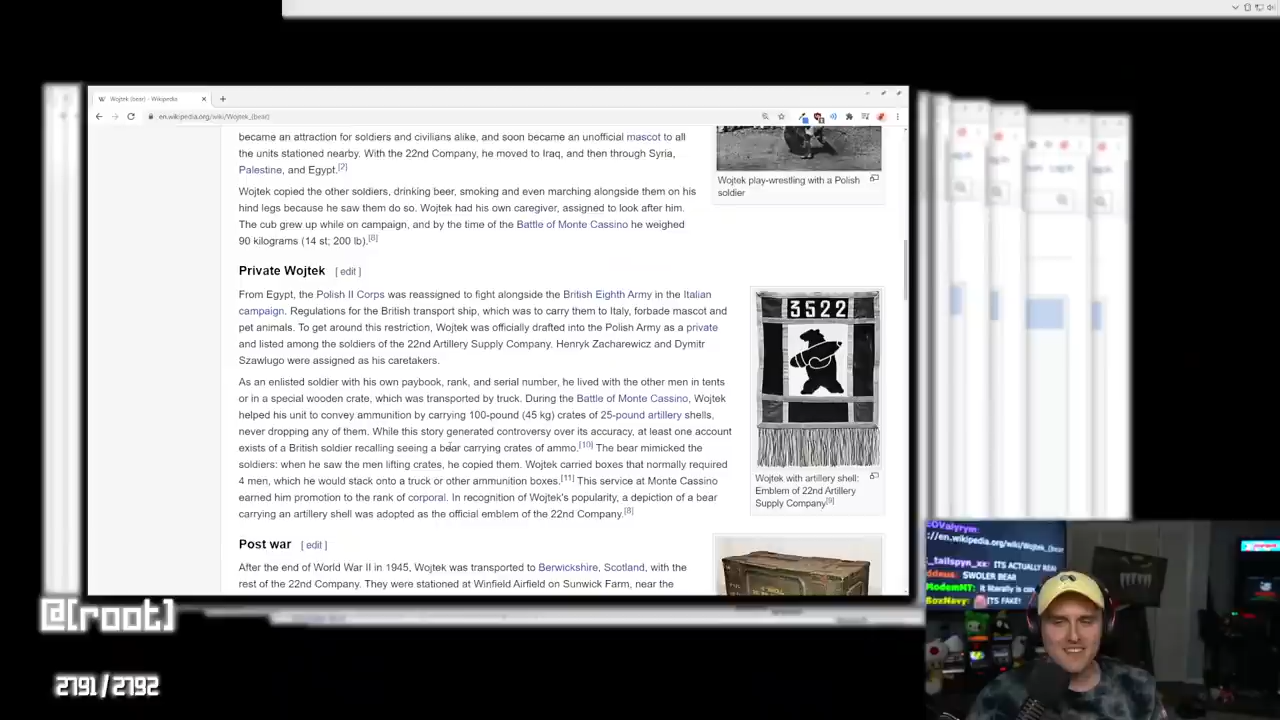 Wojtek (bear) - Wikipedia
en.wikipedia.org/wiki/Wojtek_(bear)
became an attraction for soldiers and civilians alike, and soon became an unofficial mascot to all
the units stationed nearby. With the 22nd Company, he moved to Iraq, and then through Syria,
Palestine, and Egypt.[2]
Wojtek play-wrestling with a Polish
soldier
Wojtek copied the other soldiers, drinking beer, smoking and even marching alongside them on his
hind legs because he saw them do so. Wojtek had his own caregiver, assigned to look after him.
The cub grew up while on campaign, and by the time of the Battle of Monte Cassino he weighed
90 kilograms (14 st; 200 lb).[8]
Private Wojtek [ edit ]
From Egypt, the Polish II Corps was reassigned to fight alongside the British Eighth Army in the Italian
campaign. Regulations for the British transport ship, which was to carry them to Italy, forbade mascot and
pet animals. To get around this restriction, Wojtek was officially drafted into the Polish Army as a private
and listed among the soldiers of the 22nd Artillery Supply Company. Henryk Zacharewicz and Dymitr
Szawlugo were assigned as his caretakers.
3522
As an enlisted soldier with his own paybook, rank, and serial number, he lived with the other men in tents
or in a special wooden crate, which was transported by truck. During the Battle of Monte Cassino, Wojtek
helped his unit to convey ammunition by carrying 100-pound (45 kg) crates of 25-pound artillery shells,
never dropping any of them. While this story generated controversy over its accuracy, at least one account
exists of a British soldier recalling seeing a bear carrying crates of ammo.[10] The bear mimicked the
soldiers: when he saw the men lifting crates, he copied them. Wojtek carried boxes that normally required
4 men, which he would stack onto a truck or other ammunition boxes.[11] This service at Monte Cassino
earned him promotion to the rank of corporal. In recognition of Wojtek's popularity, a depiction of a bear
carrying an artillery shell was adopted as the official emblem of the 22nd Company.[8]
Wojtek with artillery shell:
Emblem of 22nd Artillery
Supply Company[9]
Post war [ edit ]
After the end of World War II in 1945, Wojtek was transported to Berwickshire, Scotland, with the
rest of the 22nd Company. They were stationed at Winfield Airfield on Sunwick Farm, near the
://en.wikipedia.org/wiki/Wojtek_(bear
_tailspyn_xx: ITS ACTUALLY
SWOLER BEAR
ModemMT: it literally is
BoxNavy: ITS FAKE!
@[root]
2791/2792